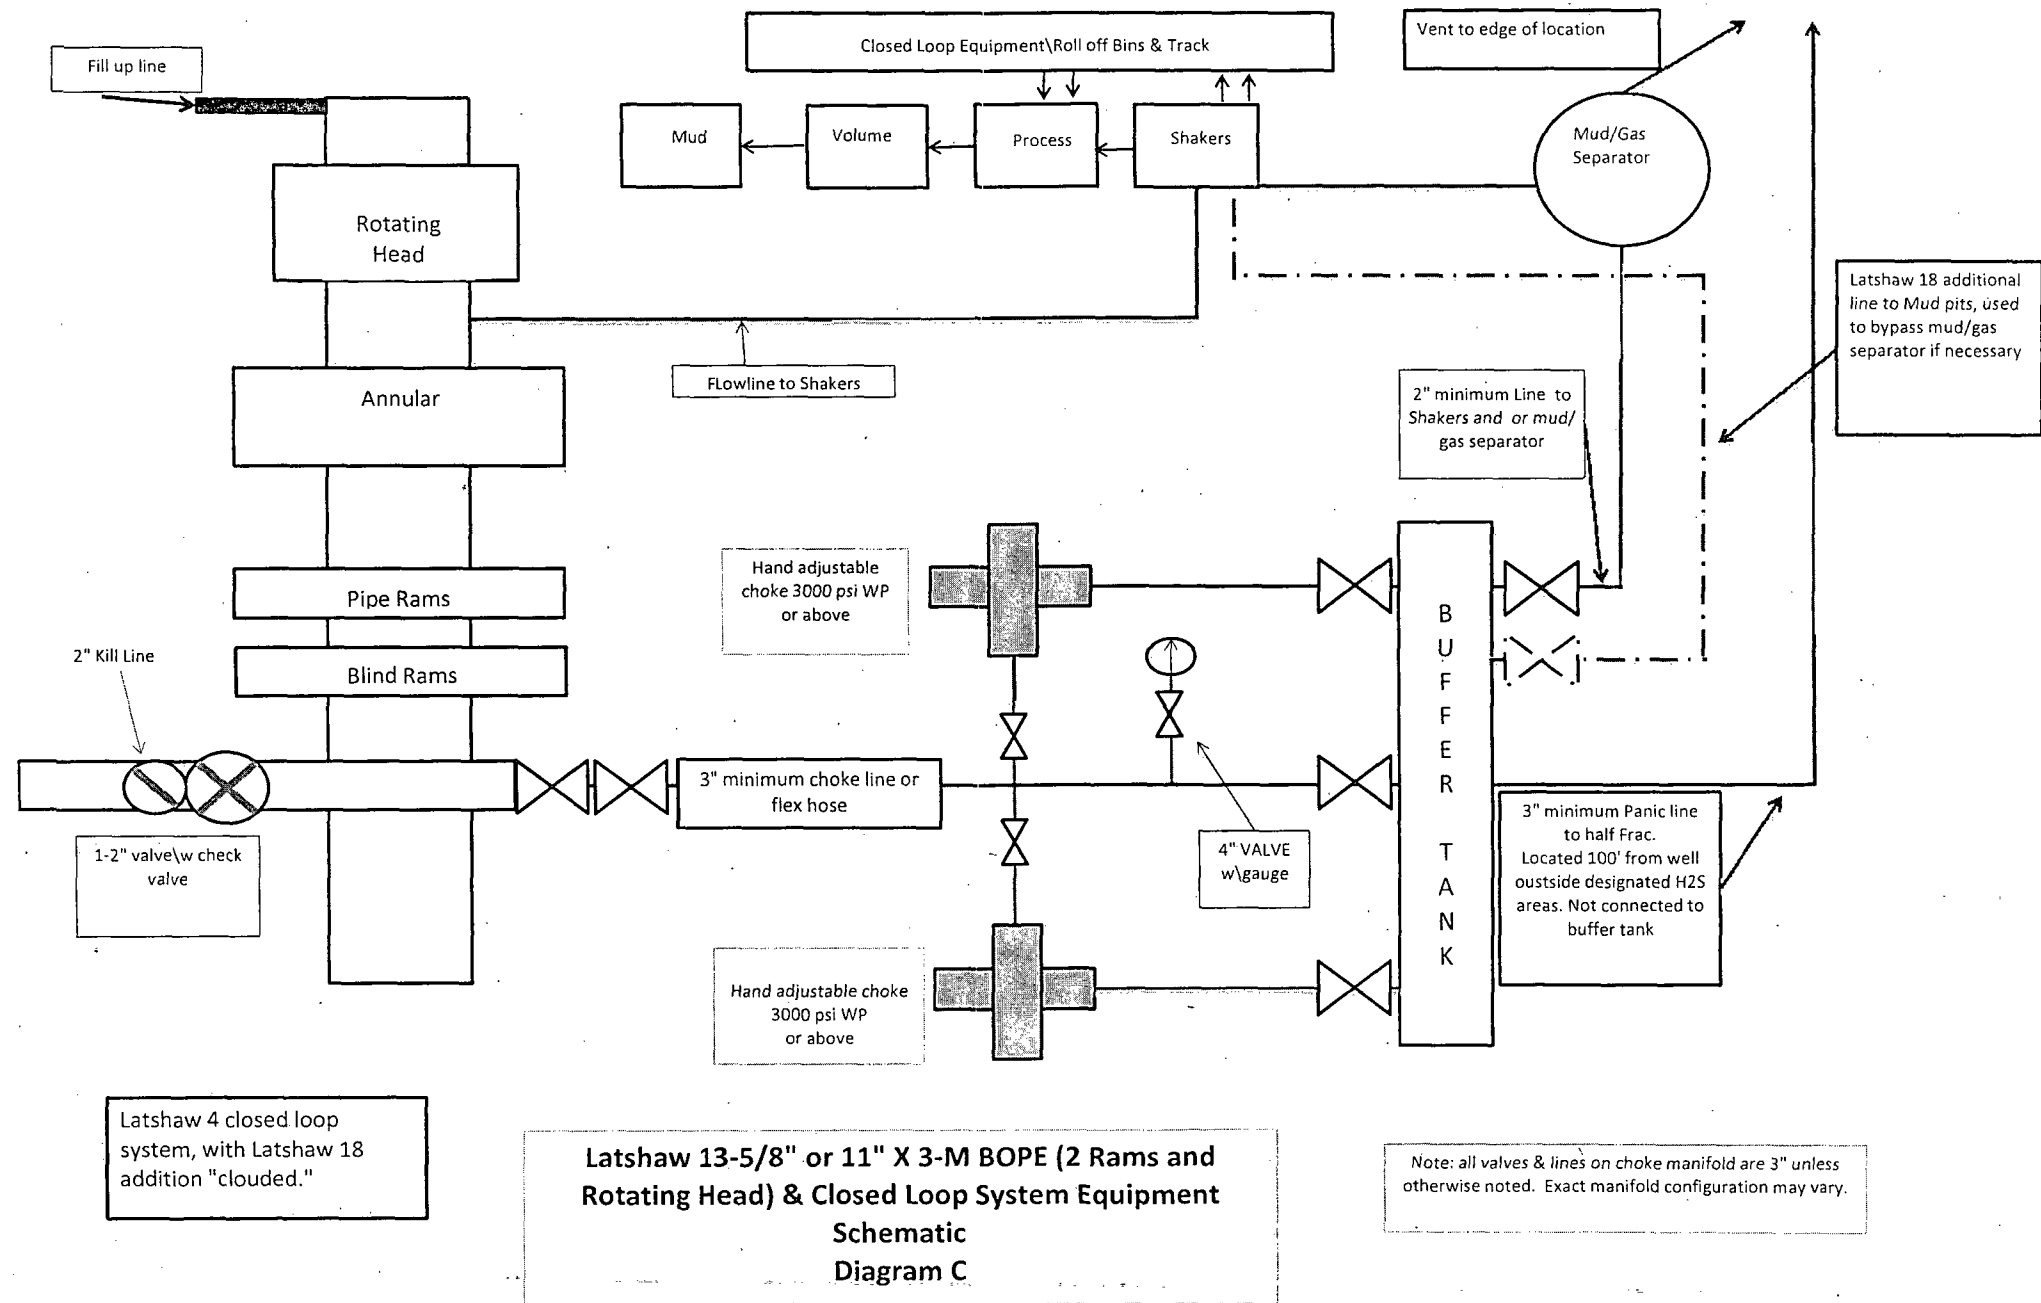 Closed Loop Equipment\Roll off Bins & Track
Vent to edge of location
Fill up line
Mud
Volume
Process
Shakers
Mud/Gas
Separator
Rotating
Head
Latshaw 18 additional
line to Mud pits, used
to bypass mud/gas
separator if necessary
FLowline to Shakers
Annular
2" minimum Line to
Shakers and or mud/
gas separator
Hand adjustable
choke 3000 psi WP
or above
Pipe Rams
Blind Rams
2" Kill Line
B
U
F
F
E
R
T
A
N
K
3" minimum choke line or
flex hose
1-2" valve\w check
valve
4" VALVE
w\gauge
3" minimum Panic line
to half Frac.
Located 100' from well
oustside designated H2S
areas. Not connected to
buffer tank
Hand adjustable choke
3000 psi WP
or above
Latshaw 4 closed loop
system, with Latshaw 18
addition "clouded."
Latshaw 13-5/8" or 11" X 3-M BOPE (2 Rams and
Rotating Head) & Closed Loop System Equipment
Schematic
Diagram C
Note: all valves & lines on choke manifold are 3" unless
otherwise noted. Exact manifold configuration may vary.